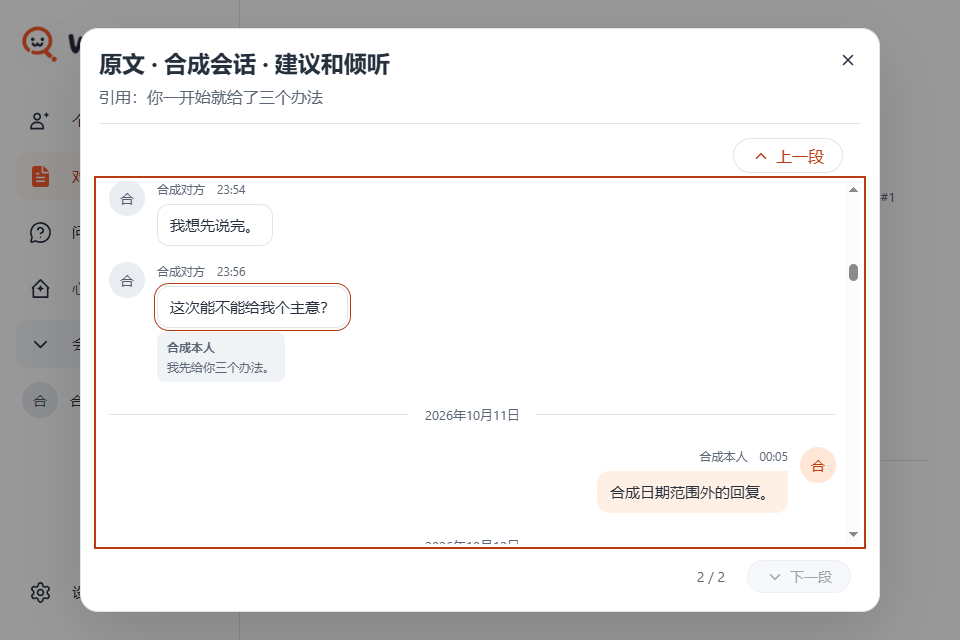 原文 · 合成会话 · 建议和倾听
引用：你一开始就给了三个办法
上一段
合
合成对方 23:54
我想先说完。
#1
合
合成对方 23:56
这次能不能给我个主意？
合成本人
我先给你三个办法。
合
2026年10月11日
合成本人 00:05
合
合成日期范围外的回复。
2 / 2
下一段